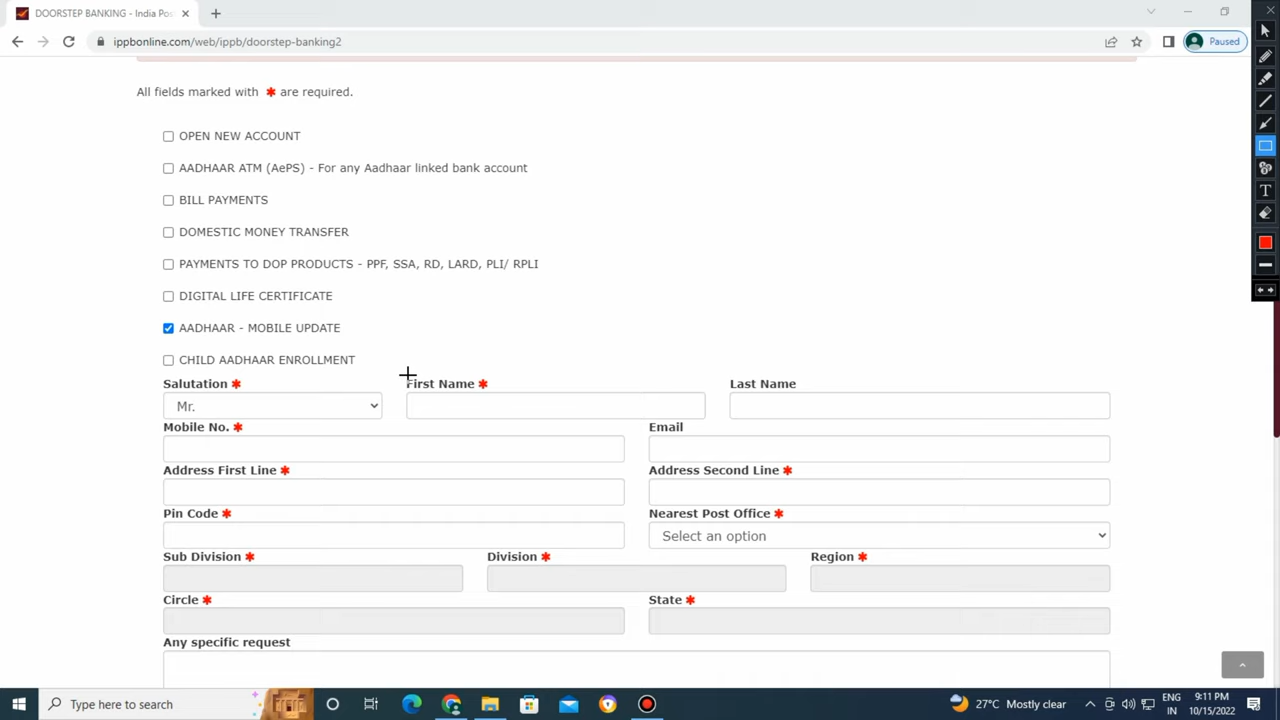 DOORSTEP BANKING - India Pos
ippbonline.com/web/ippb/doorstep-banking2
Paused
All fields marked with * are required.
OPEN NEW ACCOUNT
AADHAAR ATM (AePS) - For any Aadhaar linked bank account
BILL PAYMENTS
DOMESTIC MONEY TRANSFER
PAYMENTS TO DOP PRODUCTS - PPF, SSA, RD, LARD, PLI/ RPLI
DIGITAL LIFE CERTIFICATE
AADHAAR - MOBILE UPDATE
CHILD AADHAAR ENROLLMENT
Salutation * First Name * Last Name
Mr.
Mobile No. * Email
Address First Line * Address Second Line *
Pin Code * Nearest Post Office *
Select an option
Sub Division * Division * Region *
Circle * State *
Any specific request
T
Type here to search
27°C Mostly clear
ENG
IN
9:11 PM
10/15/2022